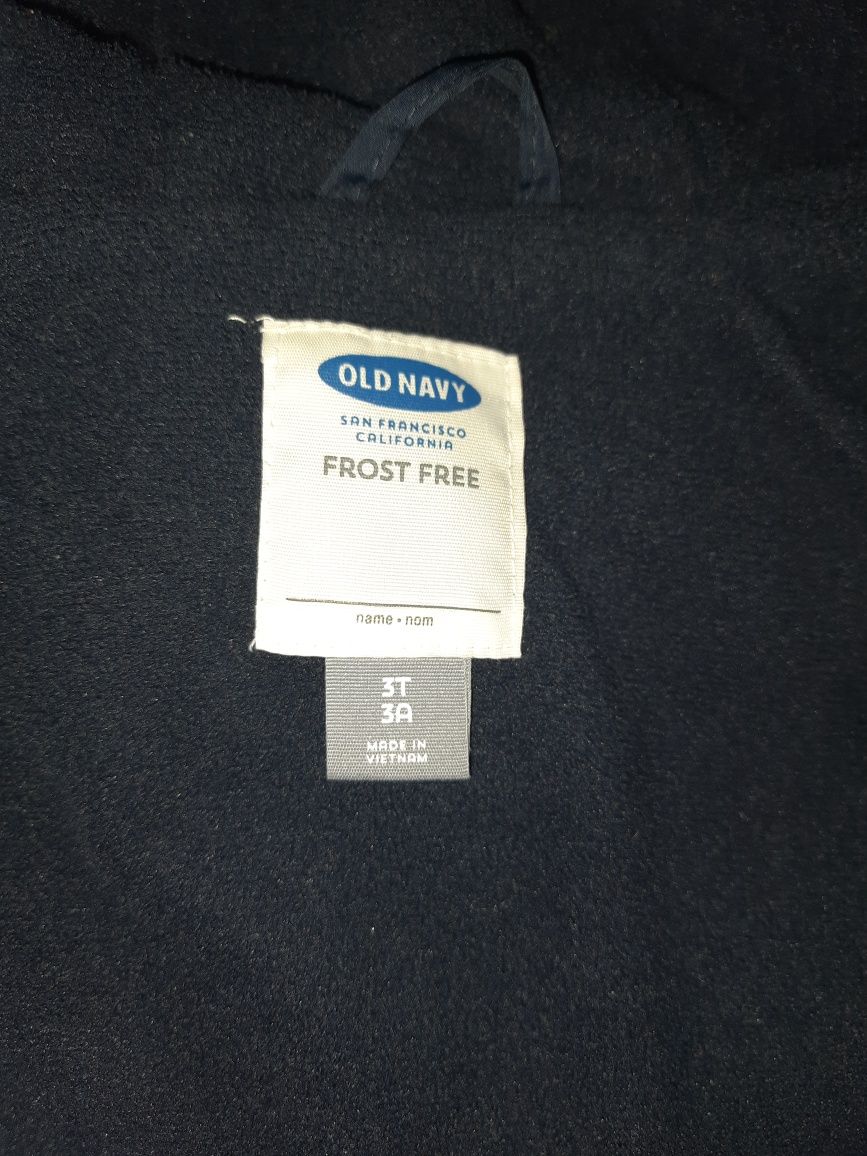 OLD NAVY
SAN FRANCISCO
CALIFORNIA
FROST FREE
name • nom
3T
3A
MADE IN
VIETNAM